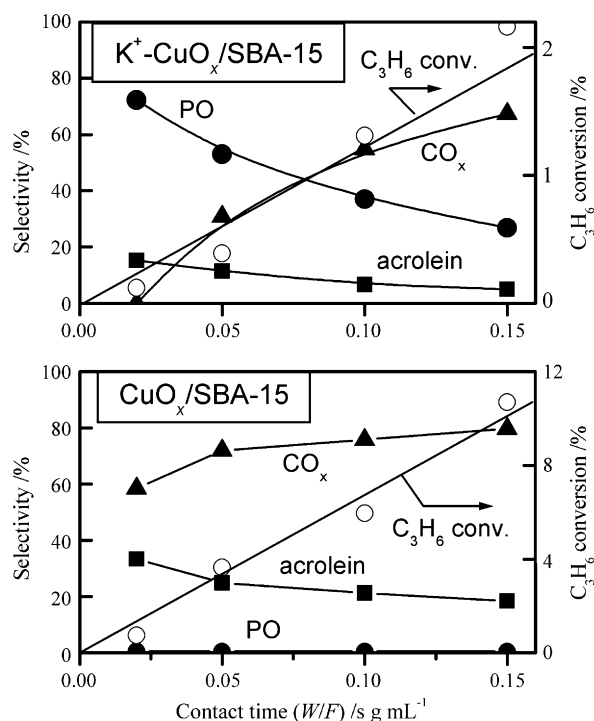 K⁺-CuOₓ/SBA-15
C₃H₆ conv.
PO
COₓ
acrolein
Selectivity /%
C₃H₆ conversion /%
100
80
60
40
20
0
2
1
0
0.00 0.05 0.10 0.15
CuOₓ/SBA-15
COₓ
C₃H₆ conv.
acrolein
PO
Selectivity /%
C₃H₆ conversion /%
100
80
60
40
20
0
12
8
4
0
0.00 0.05 0.10 0.15
Contact time (W/F) /s g mL⁻¹